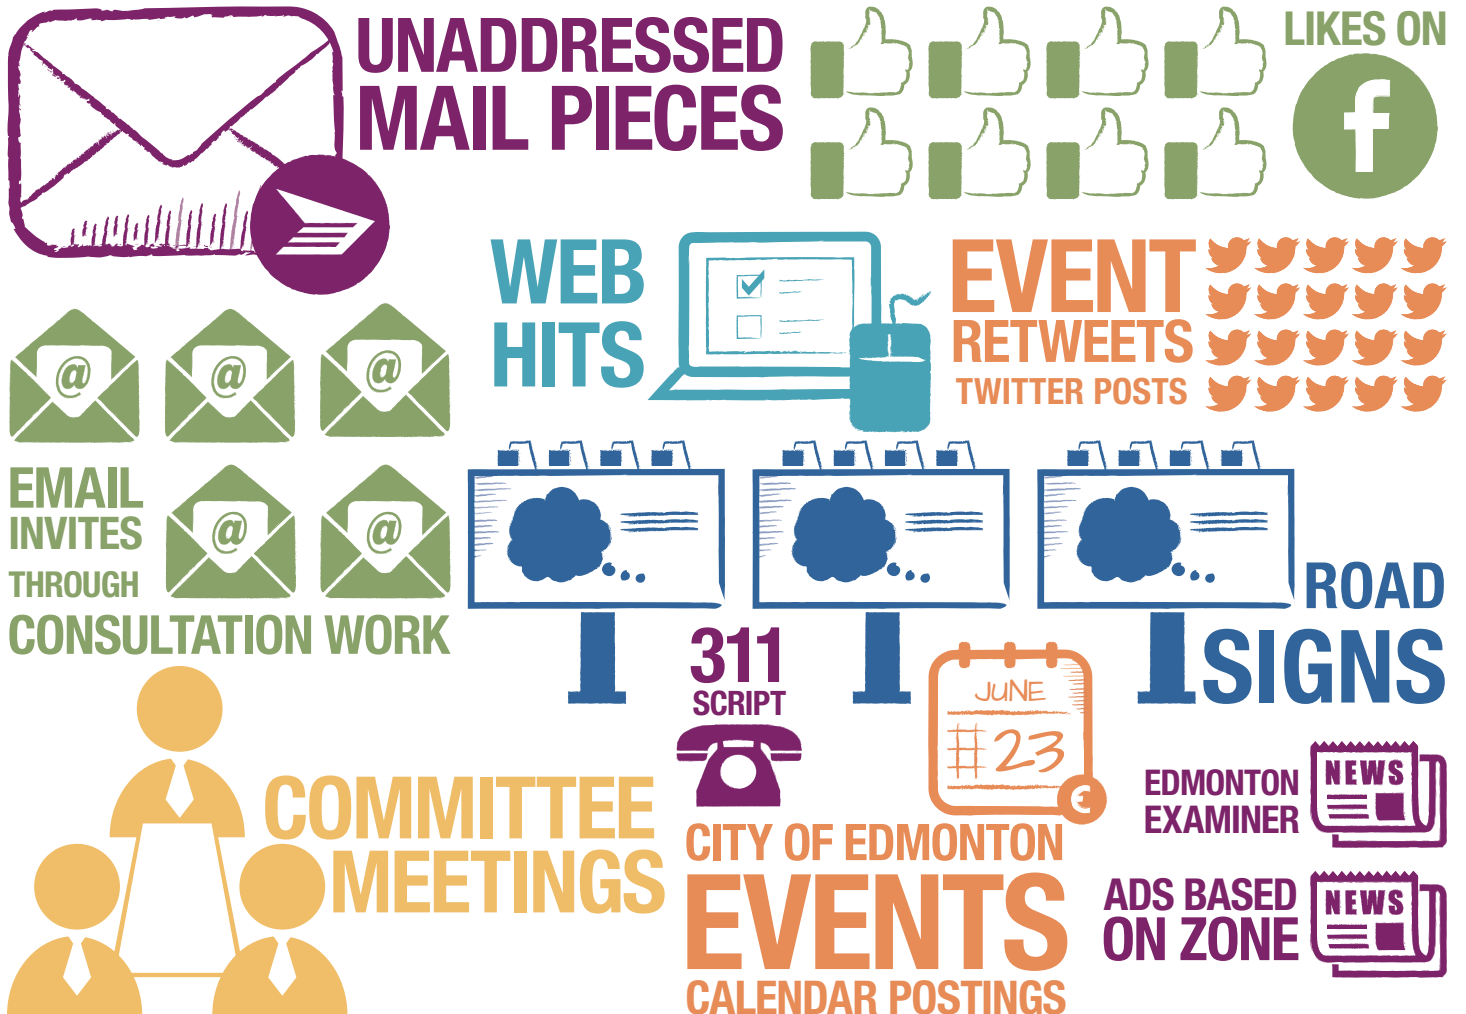 UNADDRESSED
MAIL PIECES
LIKES ON
f
WEB
HITS
EVENT
RETWEETS
TWITTER POSTS
@
@
@
@
@
EMAIL
INVITES
THROUGH
CONSULTATION WORK
ROAD
SIGNS
311
SCRIPT
JUNE
#23
COMMITTEE
MEETINGS
CITY OF EDMONTON
EVENTS
CALENDAR POSTINGS
EDMONTON
EXAMINER
NEWS
ADS BASED
ON ZONE
NEWS